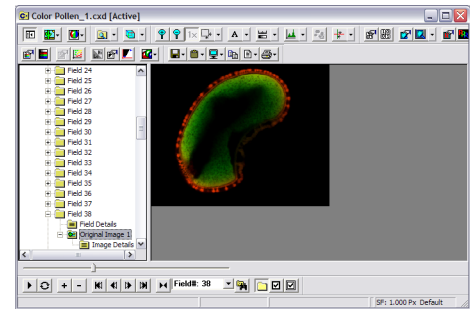 Color Pollen_1.cxd [Active]
1x
A
Field 24
Field 25
Field 26
Field 27
Field 28
Field 29
Field 30
Field 31
Field 32
Field 33
Field 34
Field 35
Field 36
Field 37
Field 38
Field Details
Original Image 1
Image Details
Field#: 38
SF: 1.000 Px Default